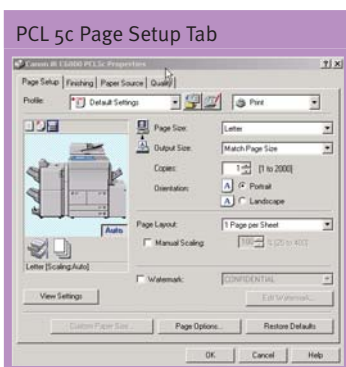 PCL 5c Page Setup Tab
Canon iR C6800 PCL5c Properties
Page Setup Finishing Paper Source Quality
Profile: Default Settings Print
Page Size: Letter
Output Size: Match Page Size
Copies: 1 [1 to 2000]
Orientation: A Portrait
A Landscape
Auto
Page Layout: 1 Page per Sheet
Manual Scaling: 100 % [25 to 400]
Letter [Scaling:Auto]
Watermark: CONFIDENTIAL
View Settings Edit Watermark...
Custom Paper Size... Page Options... Restore Defaults
OK Cancel Help